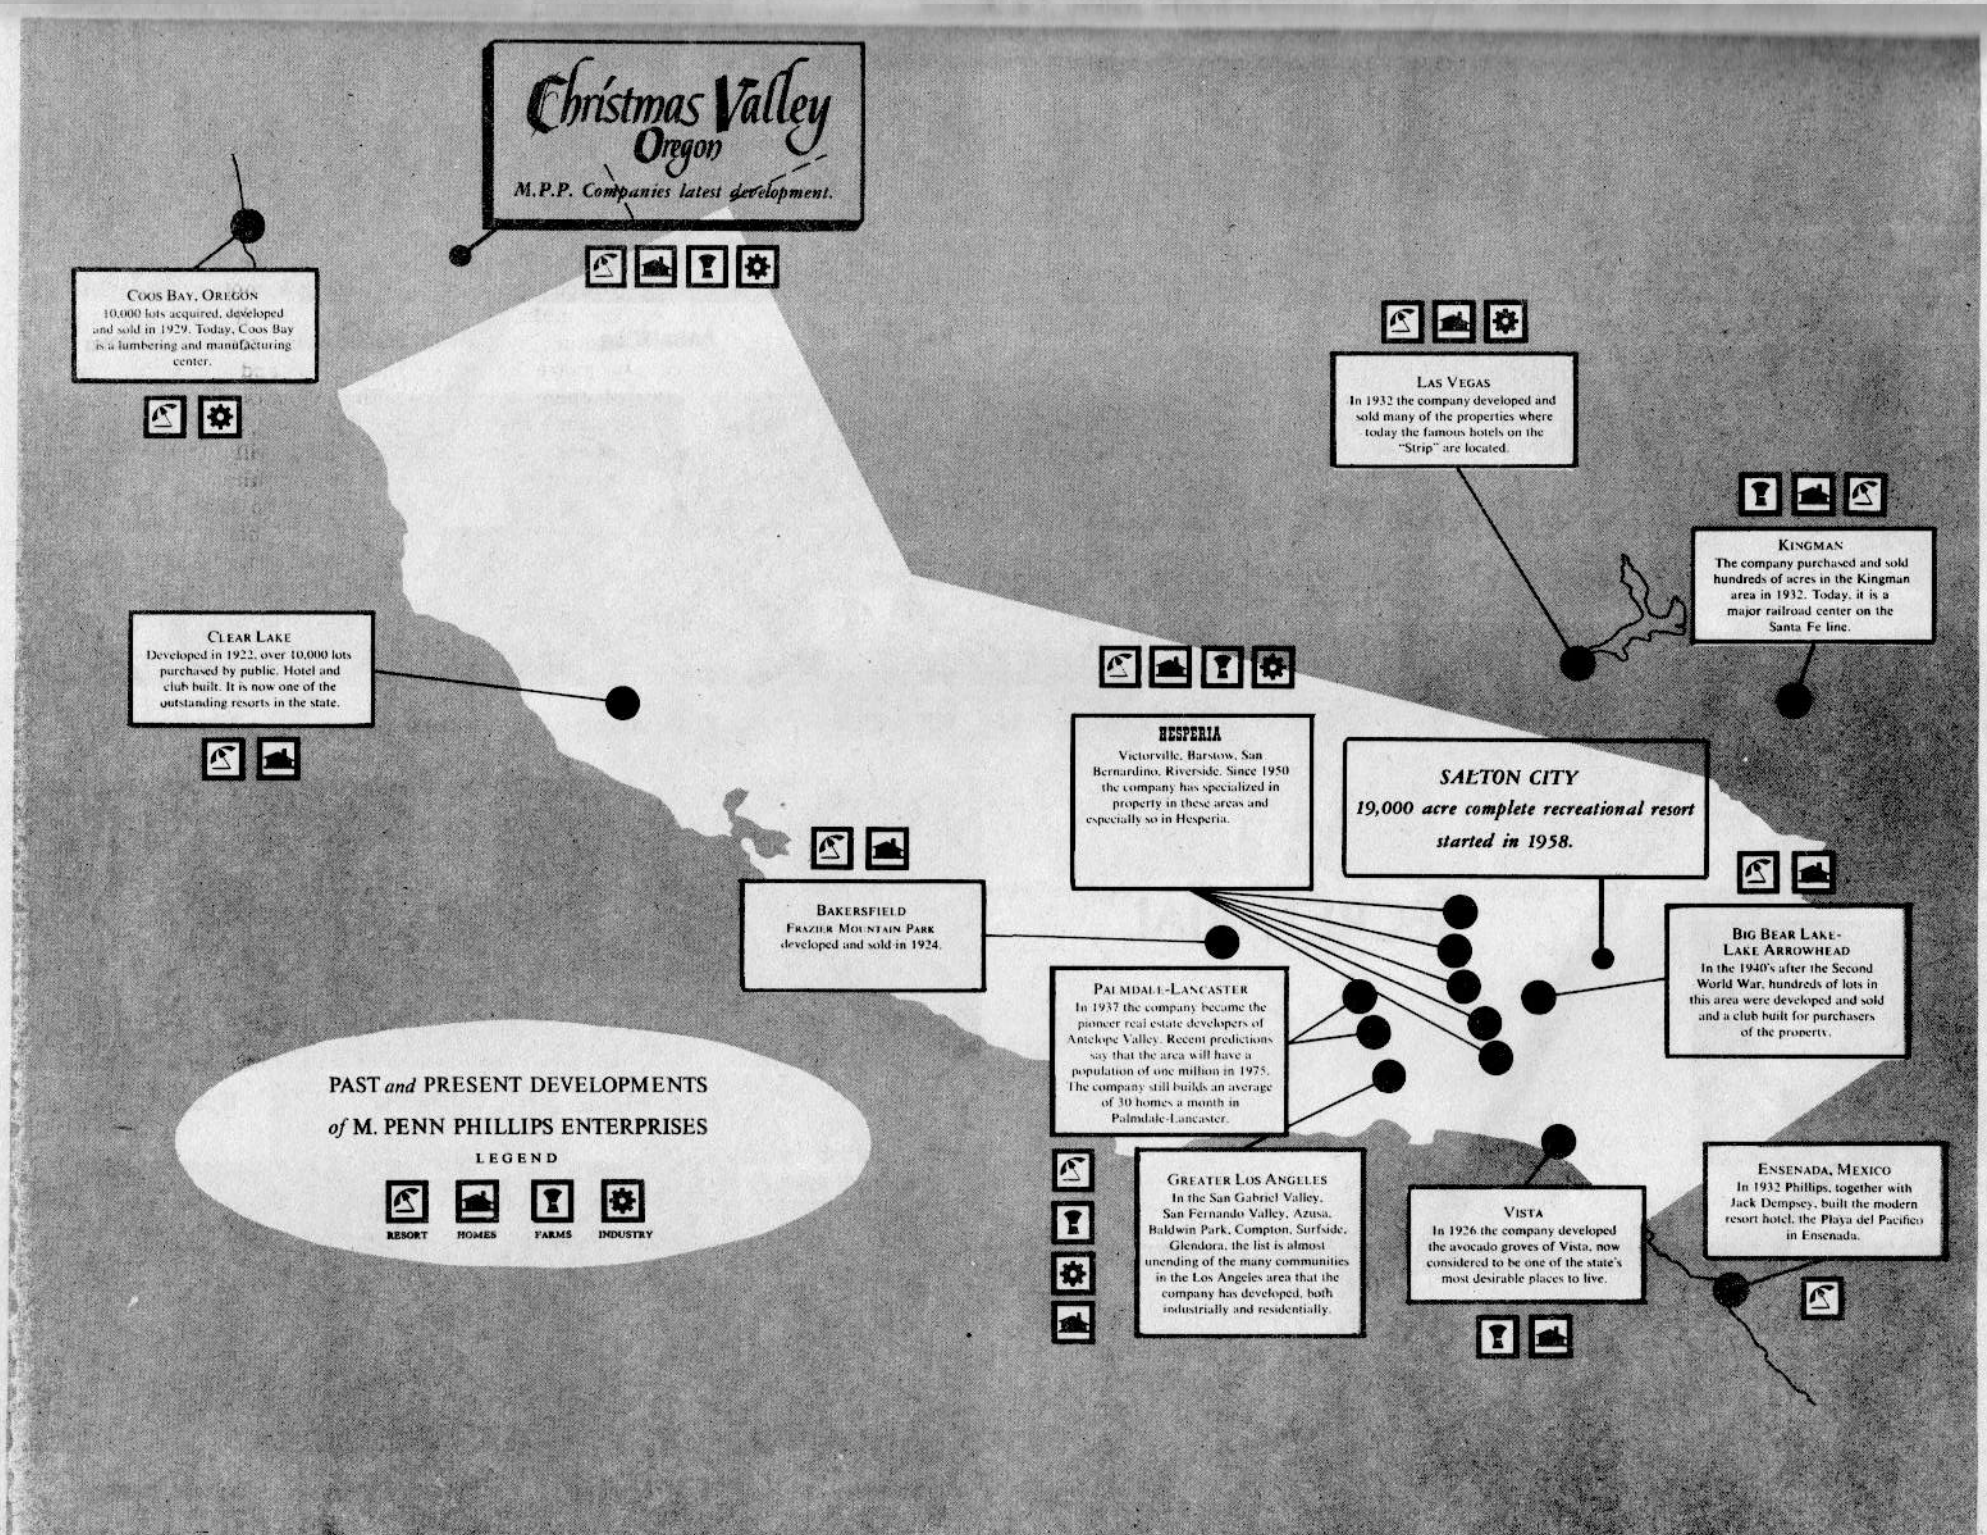 Christmas Valley
Oregon
M.P.P. Companies latest development.
COOS BAY, OREGON
10,000 lots acquired, developed
and sold in 1929. Today, Coos Bay
is a lumbering and manufacturing
center.
LAS VEGAS
In 1932 the company developed and
sold many of the properties where
today the famous hotels on the
"Strip" are located.
KINGMAN
The company purchased and sold
hundreds of acres in the Kingman
area in 1932. Today, it is a
major railroad center on the
Santa Fe line.
CLEAR LAKE
Developed in 1922, over 10,000 lots
purchased by public. Hotel and
club built. It is now one of the
outstanding resorts in the state.
HESPERIA
Victorville, Barstow, San
Bernardino, Riverside. Since 1950
the company has specialized in
property in these areas and
especially so in Hesperia.
SALTON CITY
19,000 acre complete recreational resort
started in 1958.
BAKERSFIELD
FRAZIER MOUNTAIN PARK
developed and sold in 1924.
BIG BEAR LAKE-
LAKE ARROWHEAD
In the 1940's after the Second
World War, hundreds of lots in
this area were developed and sold
and a club built for purchasers
of the property.
PALMDALE-LANCASTER
In 1937 the company became the
pioneer real estate developers of
Antelope Valley. Recent predictions
say that the area will have a
population of one million in 1975.
The company still builds an average
of 30 homes a month in
Palmdale-Lancaster.
PAST and PRESENT DEVELOPMENTS
of M. PENN PHILLIPS ENTERPRISES
LEGEND
RESORT HOMES FARMS INDUSTRY
GREATER LOS ANGELES
In the San Gabriel Valley,
San Fernando Valley, Azusa,
Baldwin Park, Compton, Surfside,
Glendora, the list is almost
unending of the many communities
in the Los Angeles area that the
company has developed, both
industrially and residentially.
VISTA
In 1926 the company developed
the avocado groves of Vista, now
considered to be one of the state's
most desirable places to live.
ENSENADA, MEXICO
In 1932 Phillips, together with
Jack Dempsey, built the modern
resort hotel, the Playa del Pacifico
in Ensenada.